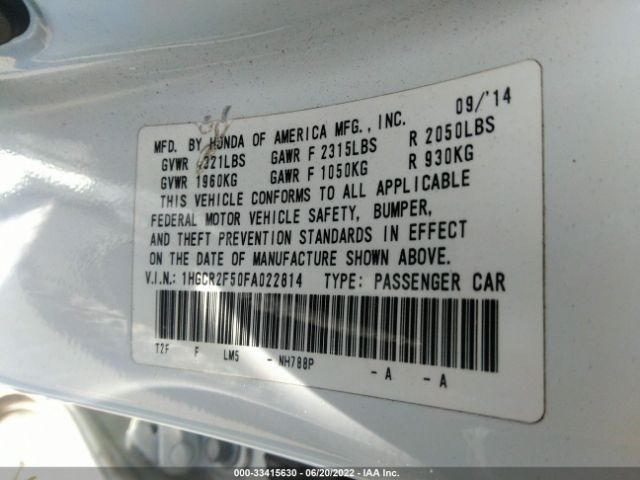 09/'14
MFD. BY HONDA OF AMERICA MFG., INC.
GVWR 4321LBS GAWR F 2315LBS R 2050LBS
GVWR 1960KG GAWR F 1050KG R 930KG
THIS VEHICLE CONFORMS TO ALL APPLICABLE
FEDERAL MOTOR VEHICLE SAFETY, BUMPER,
AND THEFT PREVENTION STANDARDS IN EFFECT
ON THE DATE OF MANUFACTURE SHOWN ABOVE.
V.I.N.: 1HGCR2F50FA022814 TYPE: PASSENGER CAR
T2F F LM5 - NH788P - A - A
000-33415630 - 06/20/2022 - IAA Inc.